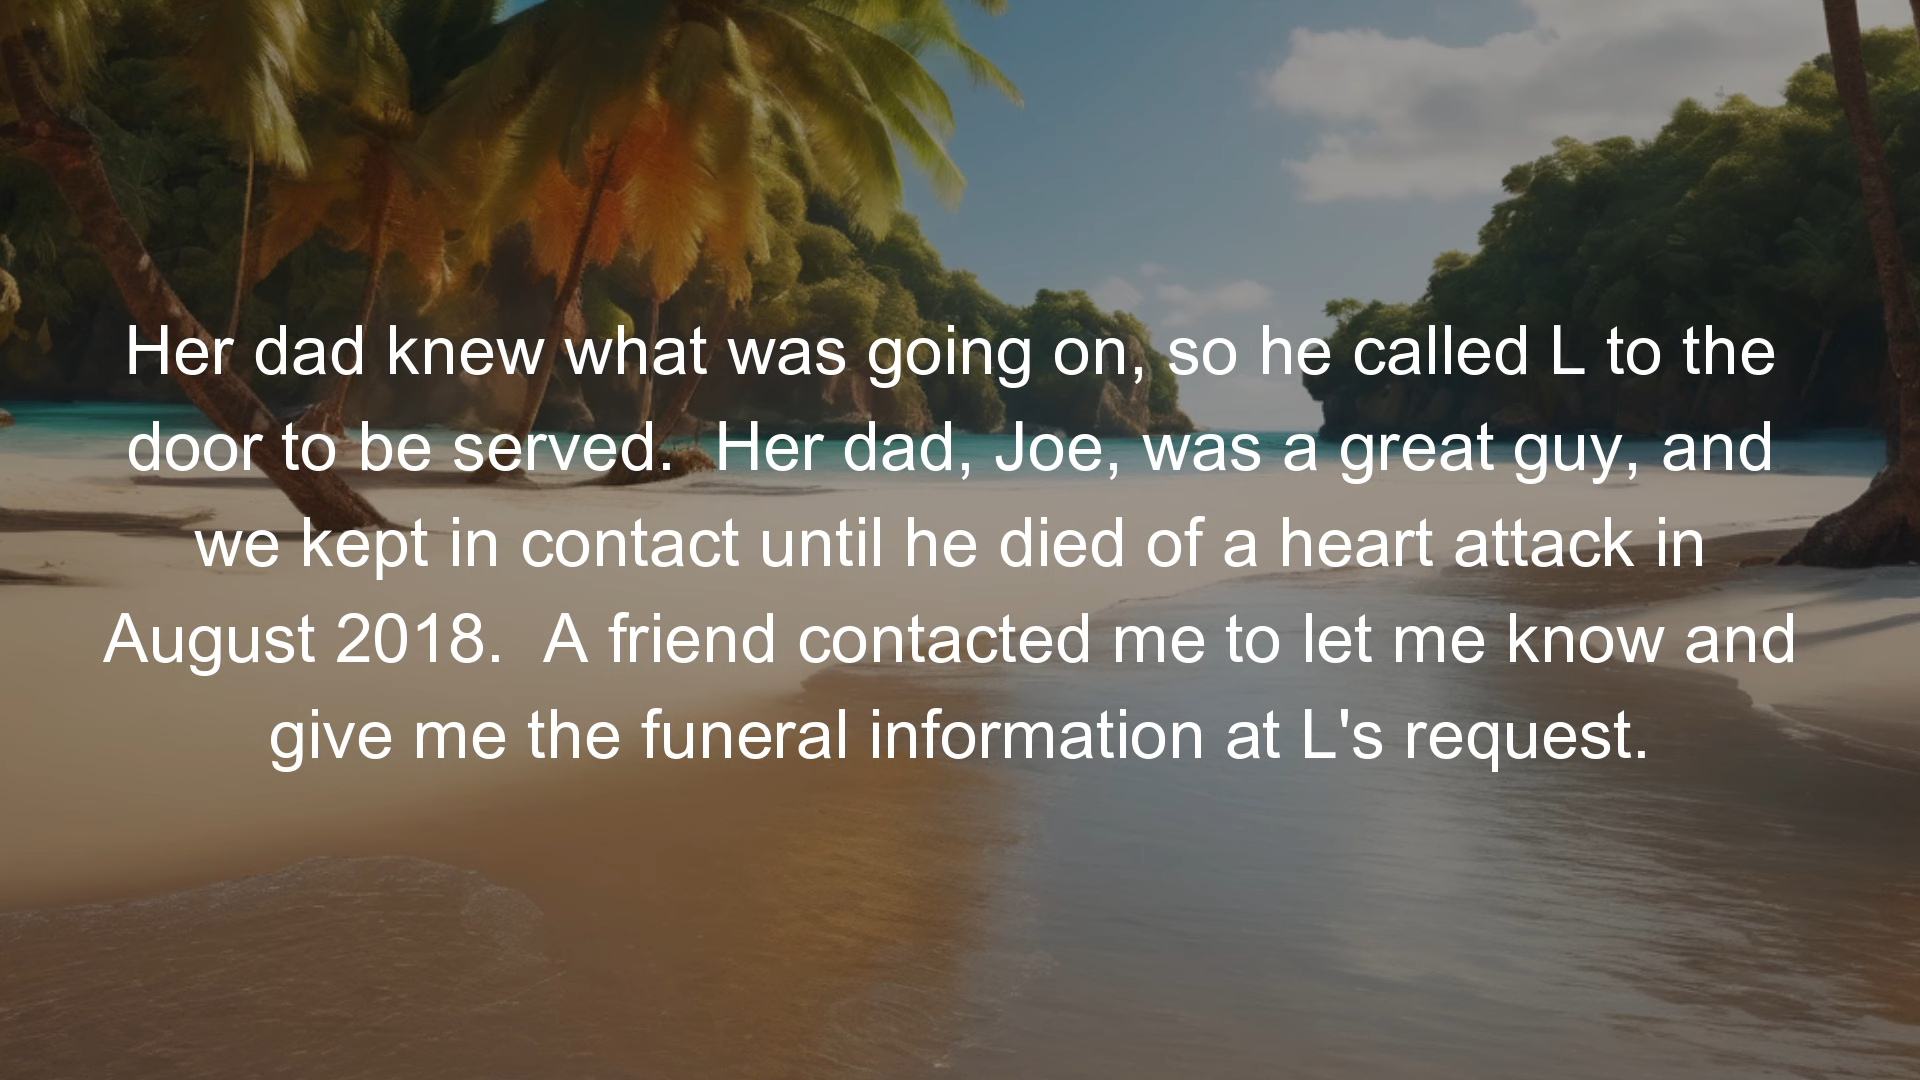 Her dad knew what was going on, so he called L to the
door to be served.  Her dad, Joe, was a great guy, and
we kept in contact until he died of a heart attack in
August 2018.  A friend contacted me to let me know and
give me the funeral information at L's request.